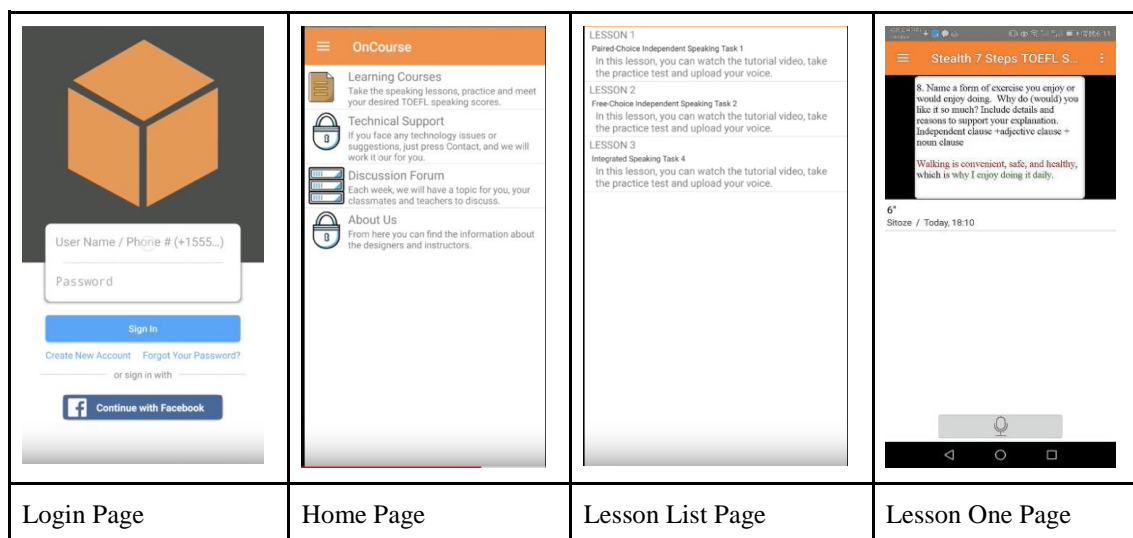 User Name / Phone # (+1555...)
Password
Sign In
Create New Account Forgot Your Password?
or sign in with
Continue with Facebook
Login Page
OnCourse
Learning Courses
Take the speaking lessons, practice and meet
your desired TOEFL speaking scores.
Technical Support
If you face any technology issues or
suggestions, just press Contact, and we will
work it our for you.
Discussion Forum
Each week, we will have a topic for you, your
classmates and teachers to discuss.
About Us
From here you can find the information about
the designers and instructors.
Home Page
LESSON 1
Paired-Choice Independent Speaking Task 1
In this lesson, you can watch the tutorial video, take
the practice test and upload your voice.
LESSON 2
Free-Choice Independent Speaking Task 2
In this lesson, you can watch the tutorial video, take
the practice test and upload your voice.
LESSON 3
Integrated Speaking Task 4
In this lesson, you can watch the tutorial video, take
the practice test and upload your voice.
Lesson List Page
Stealth 7 Steps TOEFL S...
8. Name a form of exercise you enjoy or
would enjoy doing. Why do (would) you
like it so much? Include details and
reasons to support your explanation.
Independent clause +adjective clause +
noun clause
Walking is convenient, safe, and healthy,
which is why I enjoy doing it daily.
6"
Sitoze / Today, 18:10
Lesson One Page